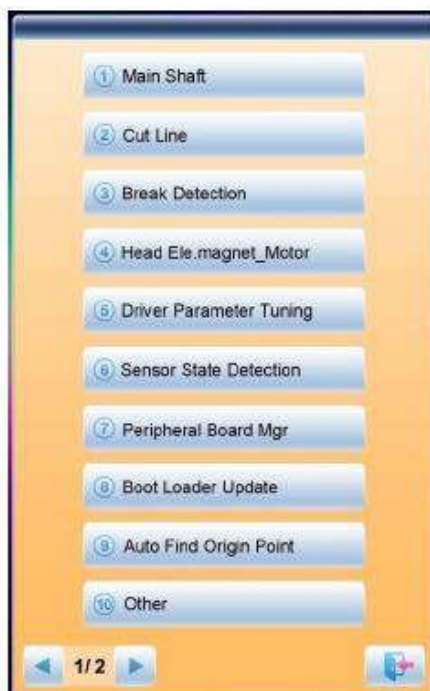 1 Main Shaft
2 Cut Line
3 Break Detection
4 Head Ele.magnet_Motor
5 Driver Parameter Tuning
6 Sensor State Detection
7 Peripheral Board Mgr
8 Boot Loader Update
9 Auto Find Origin Point
10 Other
1/2